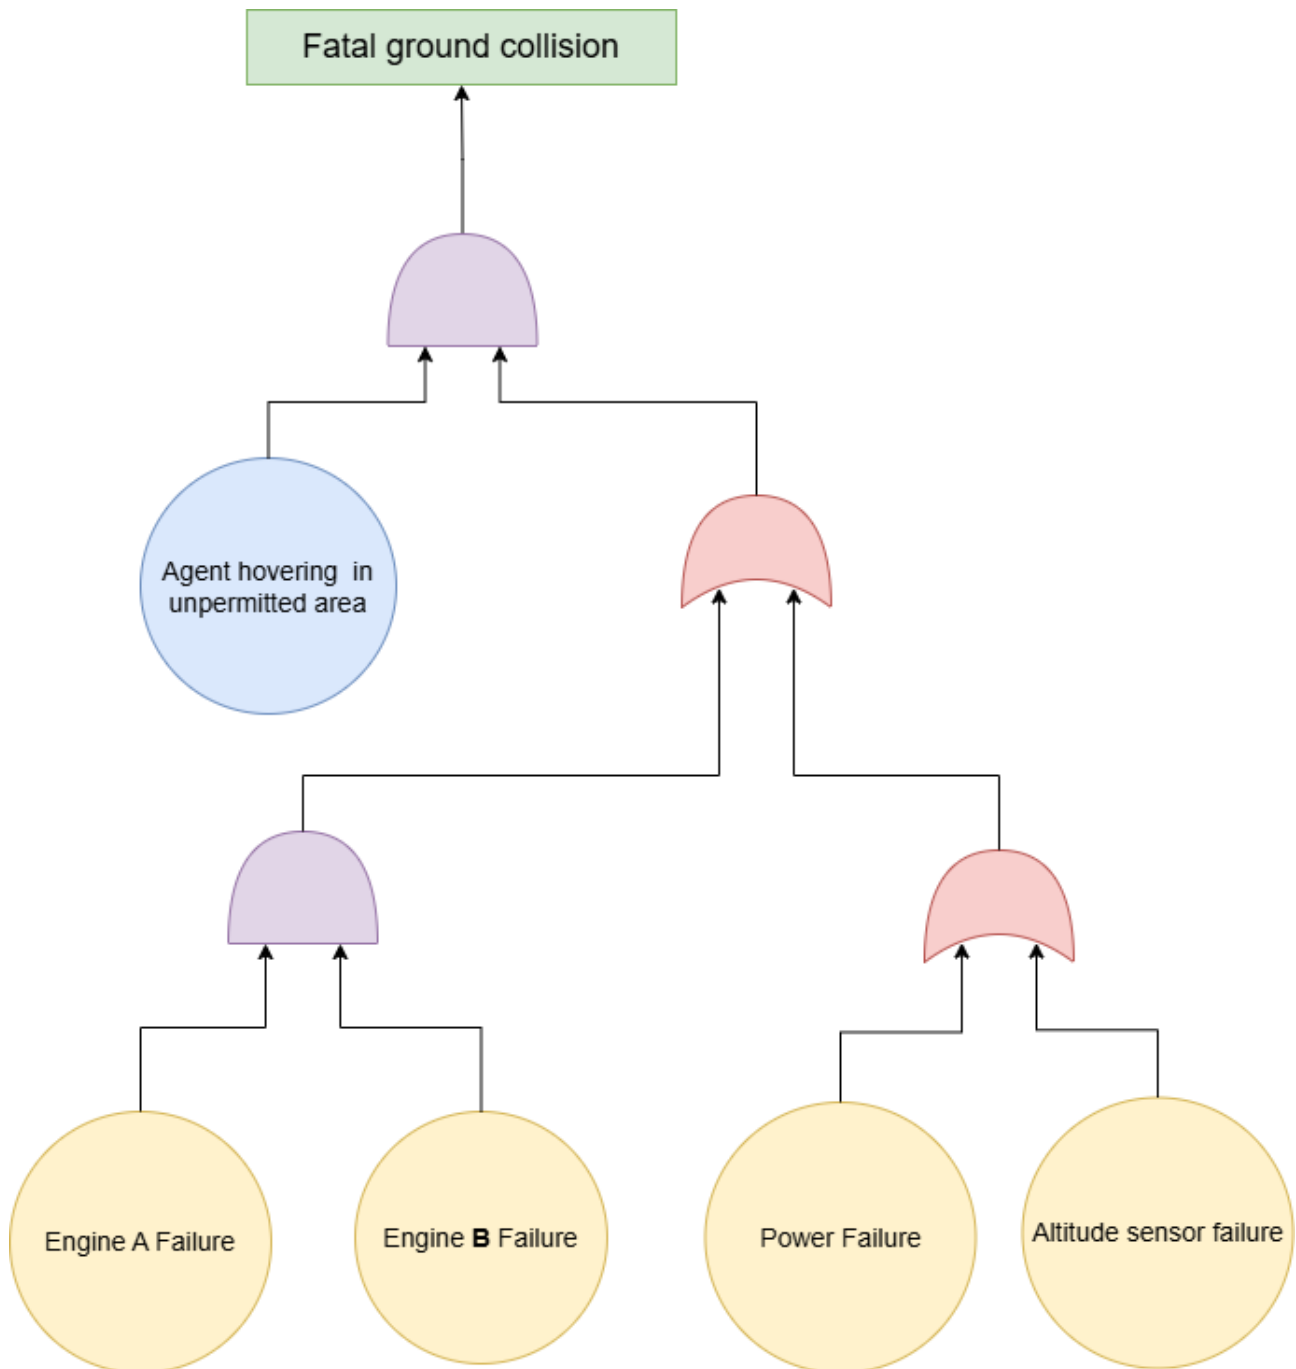 Fatal ground collision
Agent hovering in
unpermitted area
Engine A Failure
Engine B Failure
Power Failure
Altitude sensor failure